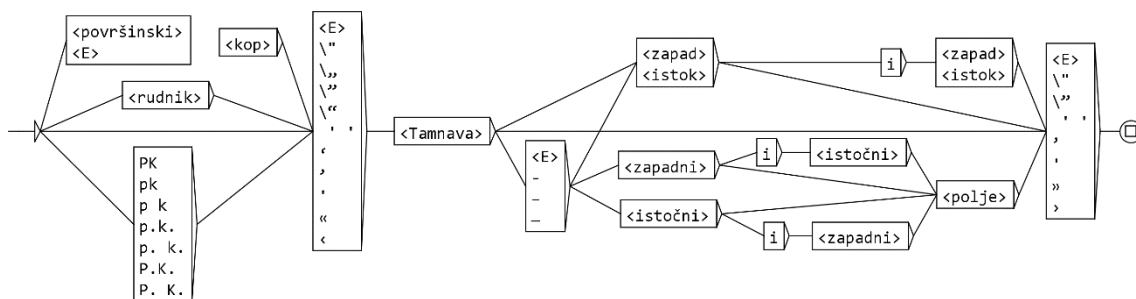 <površinski>
<E>
<kop>
<rudnik>
PK
pk
p k
p.k.
p. k.
P.K.
P. K.
<E>
\"
\„
\”
\“
' '
‘
‚
'
«
‹
<Tamnava>
<zapad>
<istok>
i
<zapad>
<istok>
<E>
-
–
_
<zapadni>
i
<istočni>
<istočni>
i
<zapadni>
<polje>
<E>
\"
\”
' '
,
'
»
›